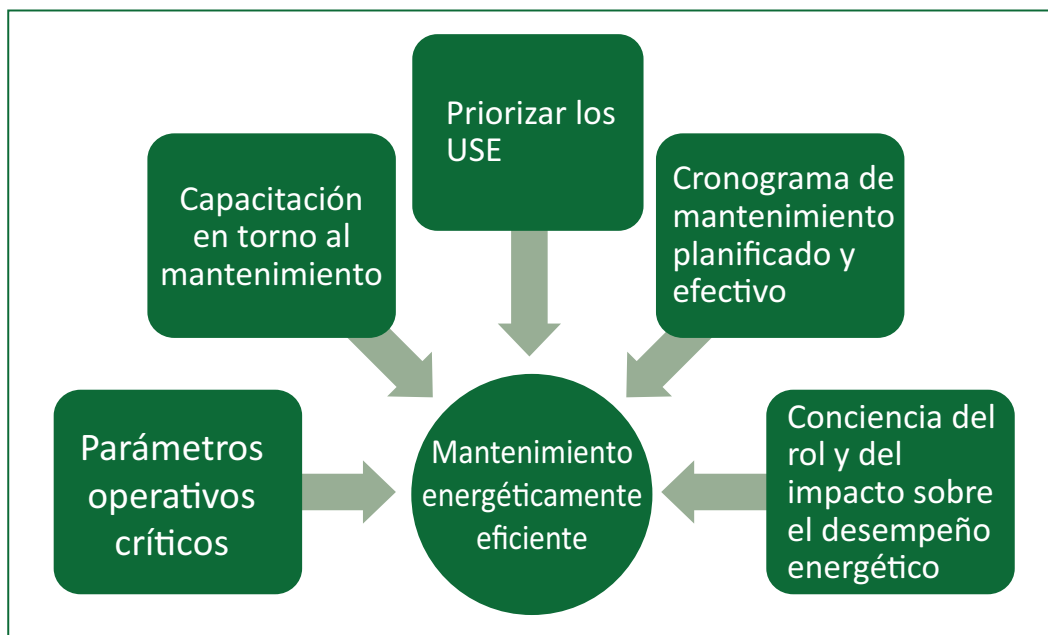 Priorizar los
USE
Capacitación
en torno al
mantenimiento
Cronograma de
mantenimiento
planificado y
efectivo
Parámetros
operativos
críticos
Mantenimiento
energéticamente
eficiente
Conciencia del
rol y del
impacto sobre
el desempeño
energético